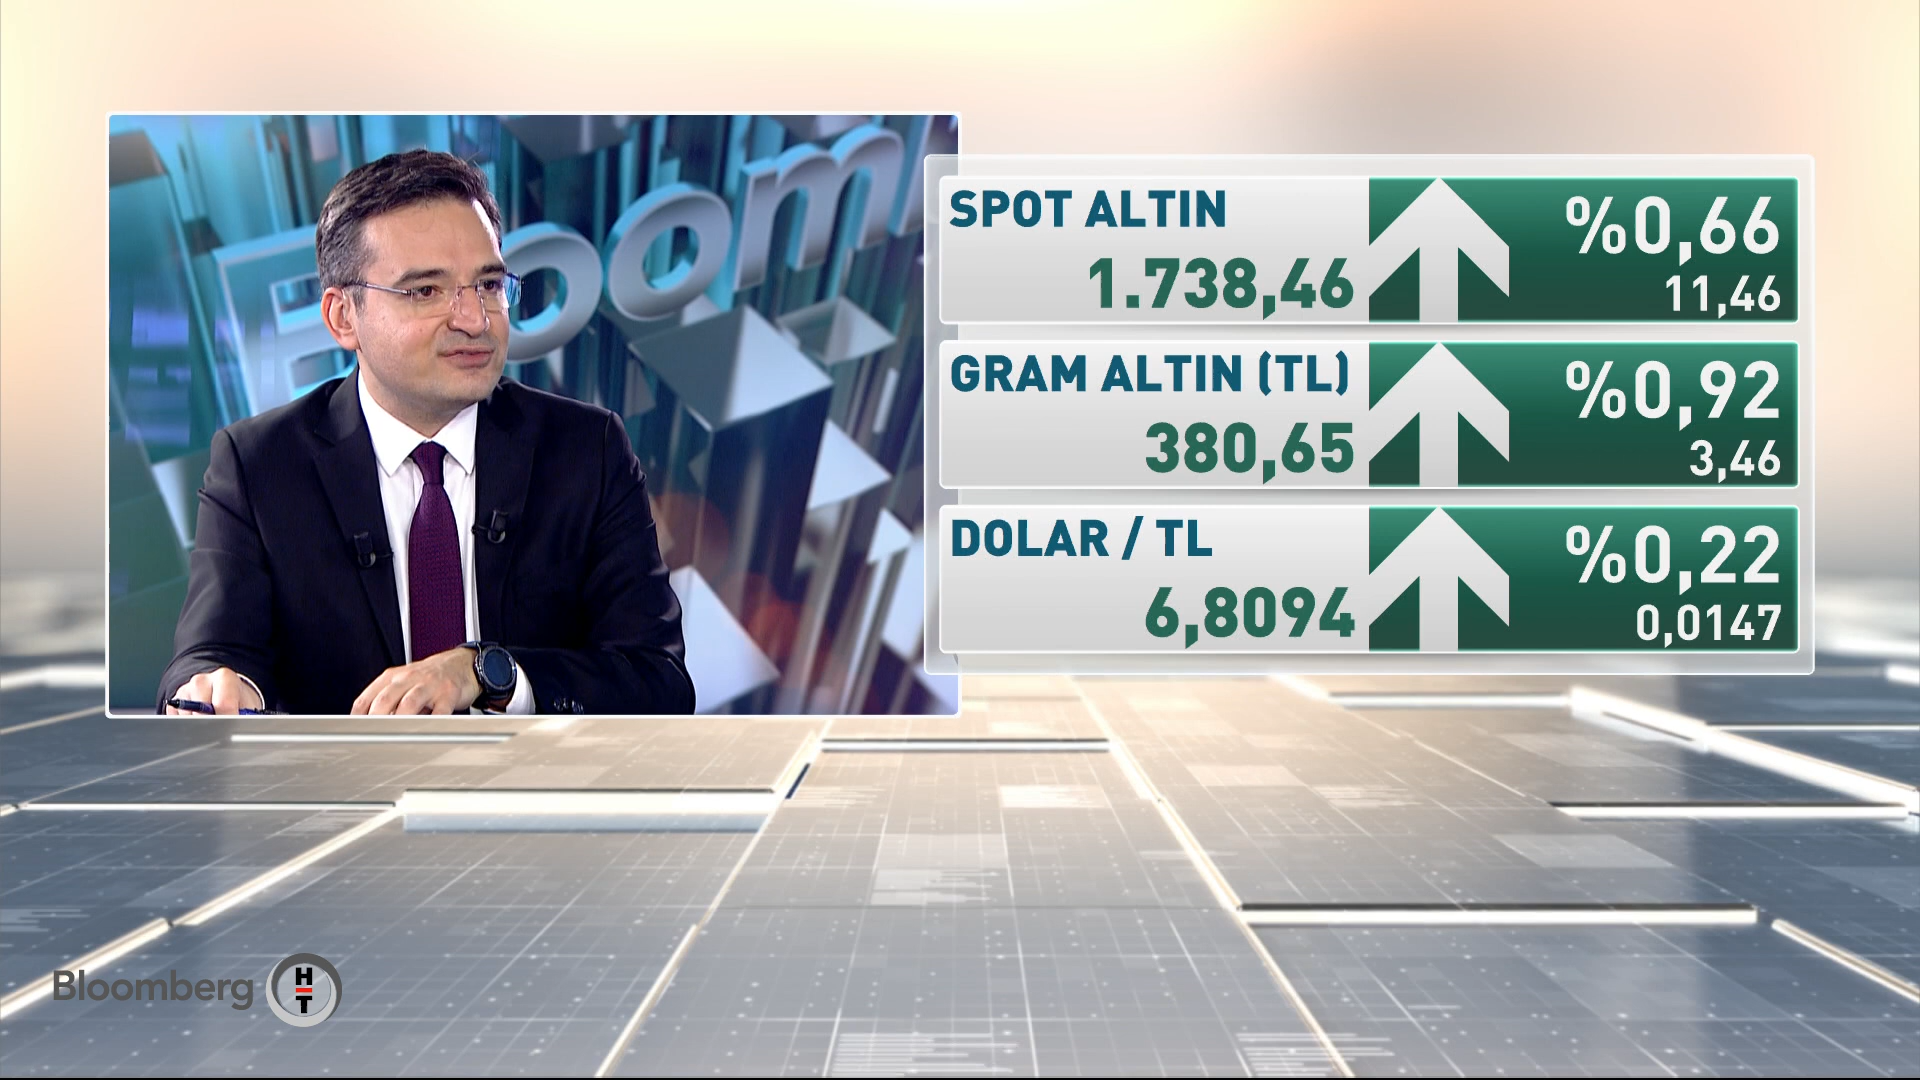 Bloom
SPOT ALTIN
1.738,46
%0,66
11,46
GRAM ALTIN (TL)
380,65
%0,92
3,46
DOLAR / TL
6,8094
%0,22
0,0147
Bloomberg HT